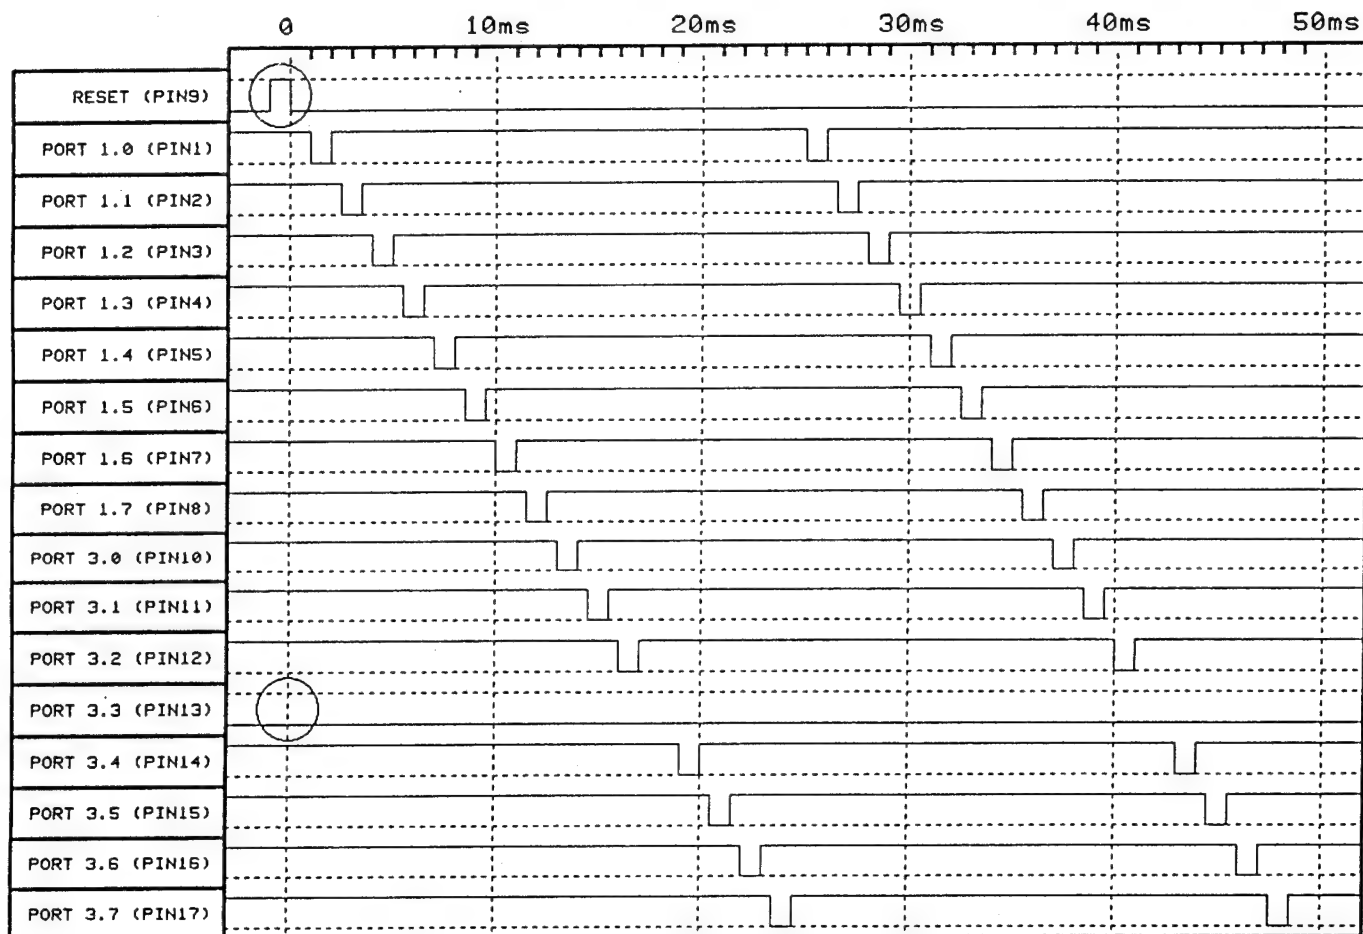 0 10ms 20ms 30ms 40ms 50ms
RESET (PIN9)
PORT 1.0 (PIN1)
PORT 1.1 (PIN2)
PORT 1.2 (PIN3)
PORT 1.3 (PIN4)
PORT 1.4 (PIN5)
PORT 1.5 (PIN6)
PORT 1.6 (PIN7)
PORT 1.7 (PIN8)
PORT 3.0 (PIN10)
PORT 3.1 (PIN11)
PORT 3.2 (PIN12)
PORT 3.3 (PIN13)
PORT 3.4 (PIN14)
PORT 3.5 (PIN15)
PORT 3.6 (PIN16)
PORT 3.7 (PIN17)